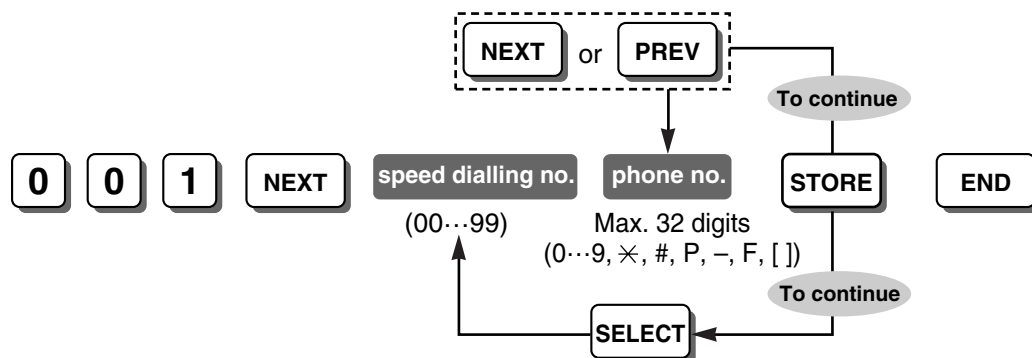 NEXT or PREV
To continue
0 0 1 NEXT speed dialling no. phone no. STORE END
(00···99) Max. 32 digits
(0···9, ✳, #, P, –, F, [ ])
To continue
SELECT